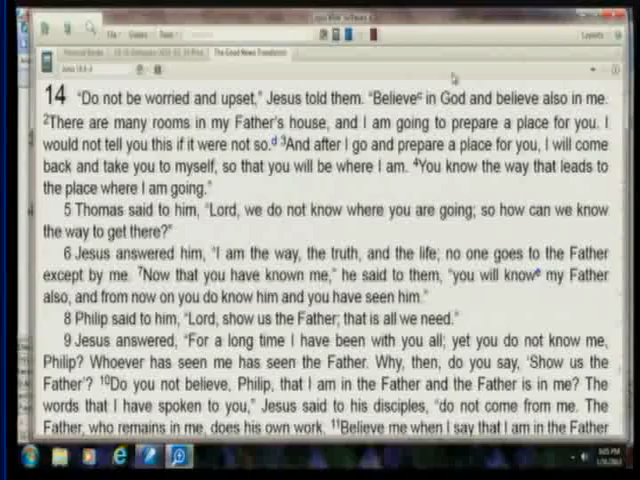 The Good News Translation
Layouts
14 "Do not be worried and upset," Jesus told them. "Believeᶜ in God and believe also in me.
²There are many rooms in my Father's house, and I am going to prepare a place for you. I
would not tell you this if it were not so.ᵈ ³And after I go and prepare a place for you, I will come
back and take you to myself, so that you will be where I am. ⁴You know the way that leads to
the place where I am going."
5 Thomas said to him, "Lord, we do not know where you are going; so how can we know
the way to get there?"
6 Jesus answered him, "I am the way, the truth, and the life; no one goes to the Father
except by me. ⁷Now that you have known me," he said to them, "you will knowᵉ my Father
also, and from now on you do know him and you have seen him."
8 Philip said to him, "Lord, show us the Father; that is all we need."
9 Jesus answered, "For a long time I have been with you all; yet you do not know me,
Philip? Whoever has seen me has seen the Father. Why, then, do you say, 'Show us the
Father'? ¹⁰Do you not believe, Philip, that I am in the Father and the Father is in me? The
words that I have spoken to you," Jesus said to his disciples, "do not come from me. The
Father, who remains in me, does his own work. ¹¹Believe me when I say that I am in the Father